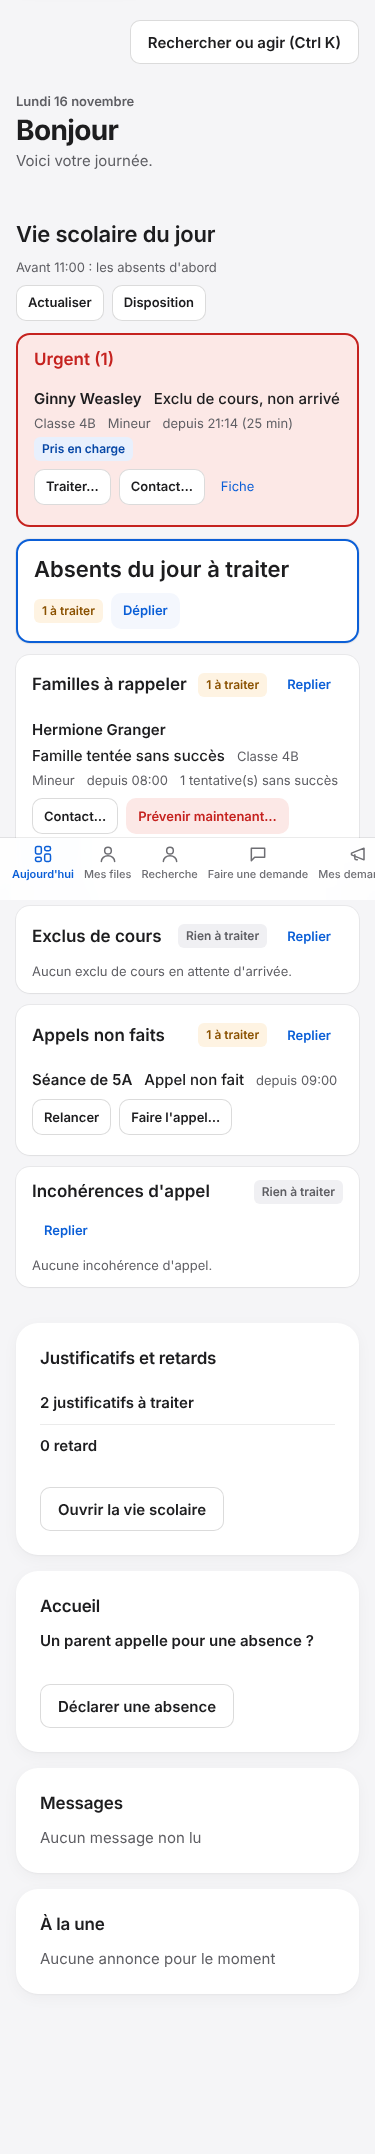 Rechercher ou agir (Ctrl K)
Lundi 16 novembre
Bonjour
Voici votre journée.
Vie scolaire du jour
Avant 11:00 : les absents d'abord
Actualiser Disposition
Urgent (1)
Ginny Weasley Exclu de cours, non arrivé
Classe 4B Mineur depuis 21:14 (25 min)
Pris en charge
Traiter... Contact... Fiche
Absents du jour à traiter
1 à traiter Déplier
Familles à rappeler 1 à traiter Replier
Hermione Granger
Famille tentée sans succès Classe 4B
Mineur depuis 08:00 1 tentative(s) sans succès
Contact... Prévenir maintenant...
Aujourd'hui Mes files Recherche Faire une demande Mes deman
Exclus de cours Rien à traiter Replier
Aucun exclu de cours en attente d'arrivée.
Appels non faits 1 à traiter Replier
Séance de 5A Appel non fait depuis 09:00
Relancer Faire l'appel...
Incohérences d'appel Rien à traiter
Replier
Aucune incohérence d'appel.
Justificatifs et retards
2 justificatifs à traiter
0 retard
Ouvrir la vie scolaire
Accueil
Un parent appelle pour une absence ?
Déclarer une absence
Messages
Aucun message non lu
À la une
Aucune annonce pour le moment